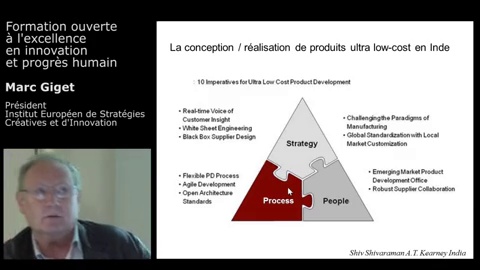 Formation ouverte
à l'excellence
en innovation
et progrès humain
Marc Giget
Président
Institut Européen de Stratégies
Créatives et d'Innovation
La conception / réalisation de produits ultra low-cost en Inde
10 Imperatives for Ultra Low Cost Product Development
• Real-time Voice of
Customer Insight
• White Sheet Engineering
• Black Box Supplier Design
• Challenging the Paradigms of
Manufacturing
• Global Standardization with Local
Market Customization
Strategy
• Flexible PD Process
• Agile Development
• Open Architecture
Standards
• Emerging Market Product
Development Office
• Robust Supplier Collaboration
Process
People
Shiv Shivaraman A.T. Kearney India